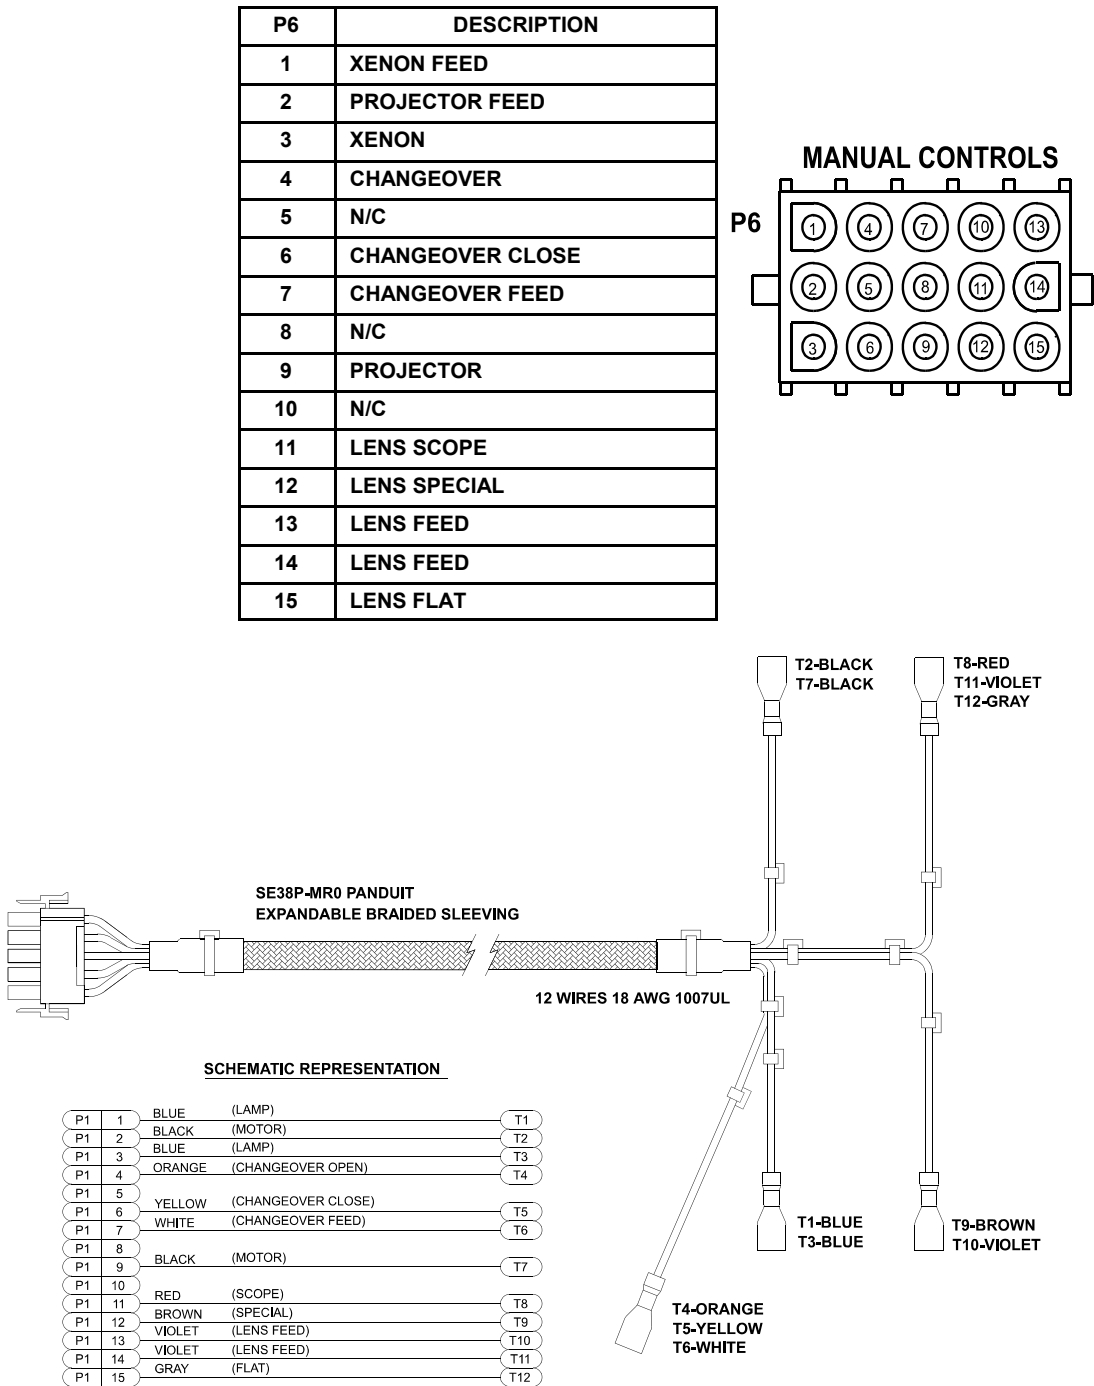 P6 DESCRIPTION
1 XENON FEED
2 PROJECTOR FEED
3 XENON
4 CHANGEOVER
5 N/C
6 CHANGEOVER CLOSE
7 CHANGEOVER FEED
8 N/C
9 PROJECTOR
10 N/C
11 LENS SCOPE
12 LENS SPECIAL
13 LENS FEED
14 LENS FEED
15 LENS FLAT
MANUAL CONTROLS
P6
1 4 7 10 13
2 5 8 11 14
3 6 9 12 15
T2-BLACK
T7-BLACK
T8-RED
T11-VIOLET
T12-GRAY
SE38P-MR0 PANDUIT
EXPANDABLE BRAIDED SLEEVING
12 WIRES 18 AWG 1007UL
T1-BLUE
T3-BLUE
T9-BROWN
T10-VIOLET
T4-ORANGE
T5-YELLOW
T6-WHITE
SCHEMATIC REPRESENTATION
P1 1 BLUE (LAMP) T1
P1 2 BLACK (MOTOR) T2
P1 3 BLUE (LAMP) T3
P1 4 ORANGE (CHANGEOVER OPEN) T4
P1 5
P1 6 YELLOW (CHANGEOVER CLOSE) T5
P1 7 WHITE (CHANGEOVER FEED) T6
P1 8
P1 9 BLACK (MOTOR) T7
P1 10
P1 11 RED (SCOPE) T8
P1 12 BROWN (SPECIAL) T9
P1 13 VIOLET (LENS FEED) T10
P1 14 VIOLET (LENS FEED) T11
P1 15 GRAY (FLAT) T12